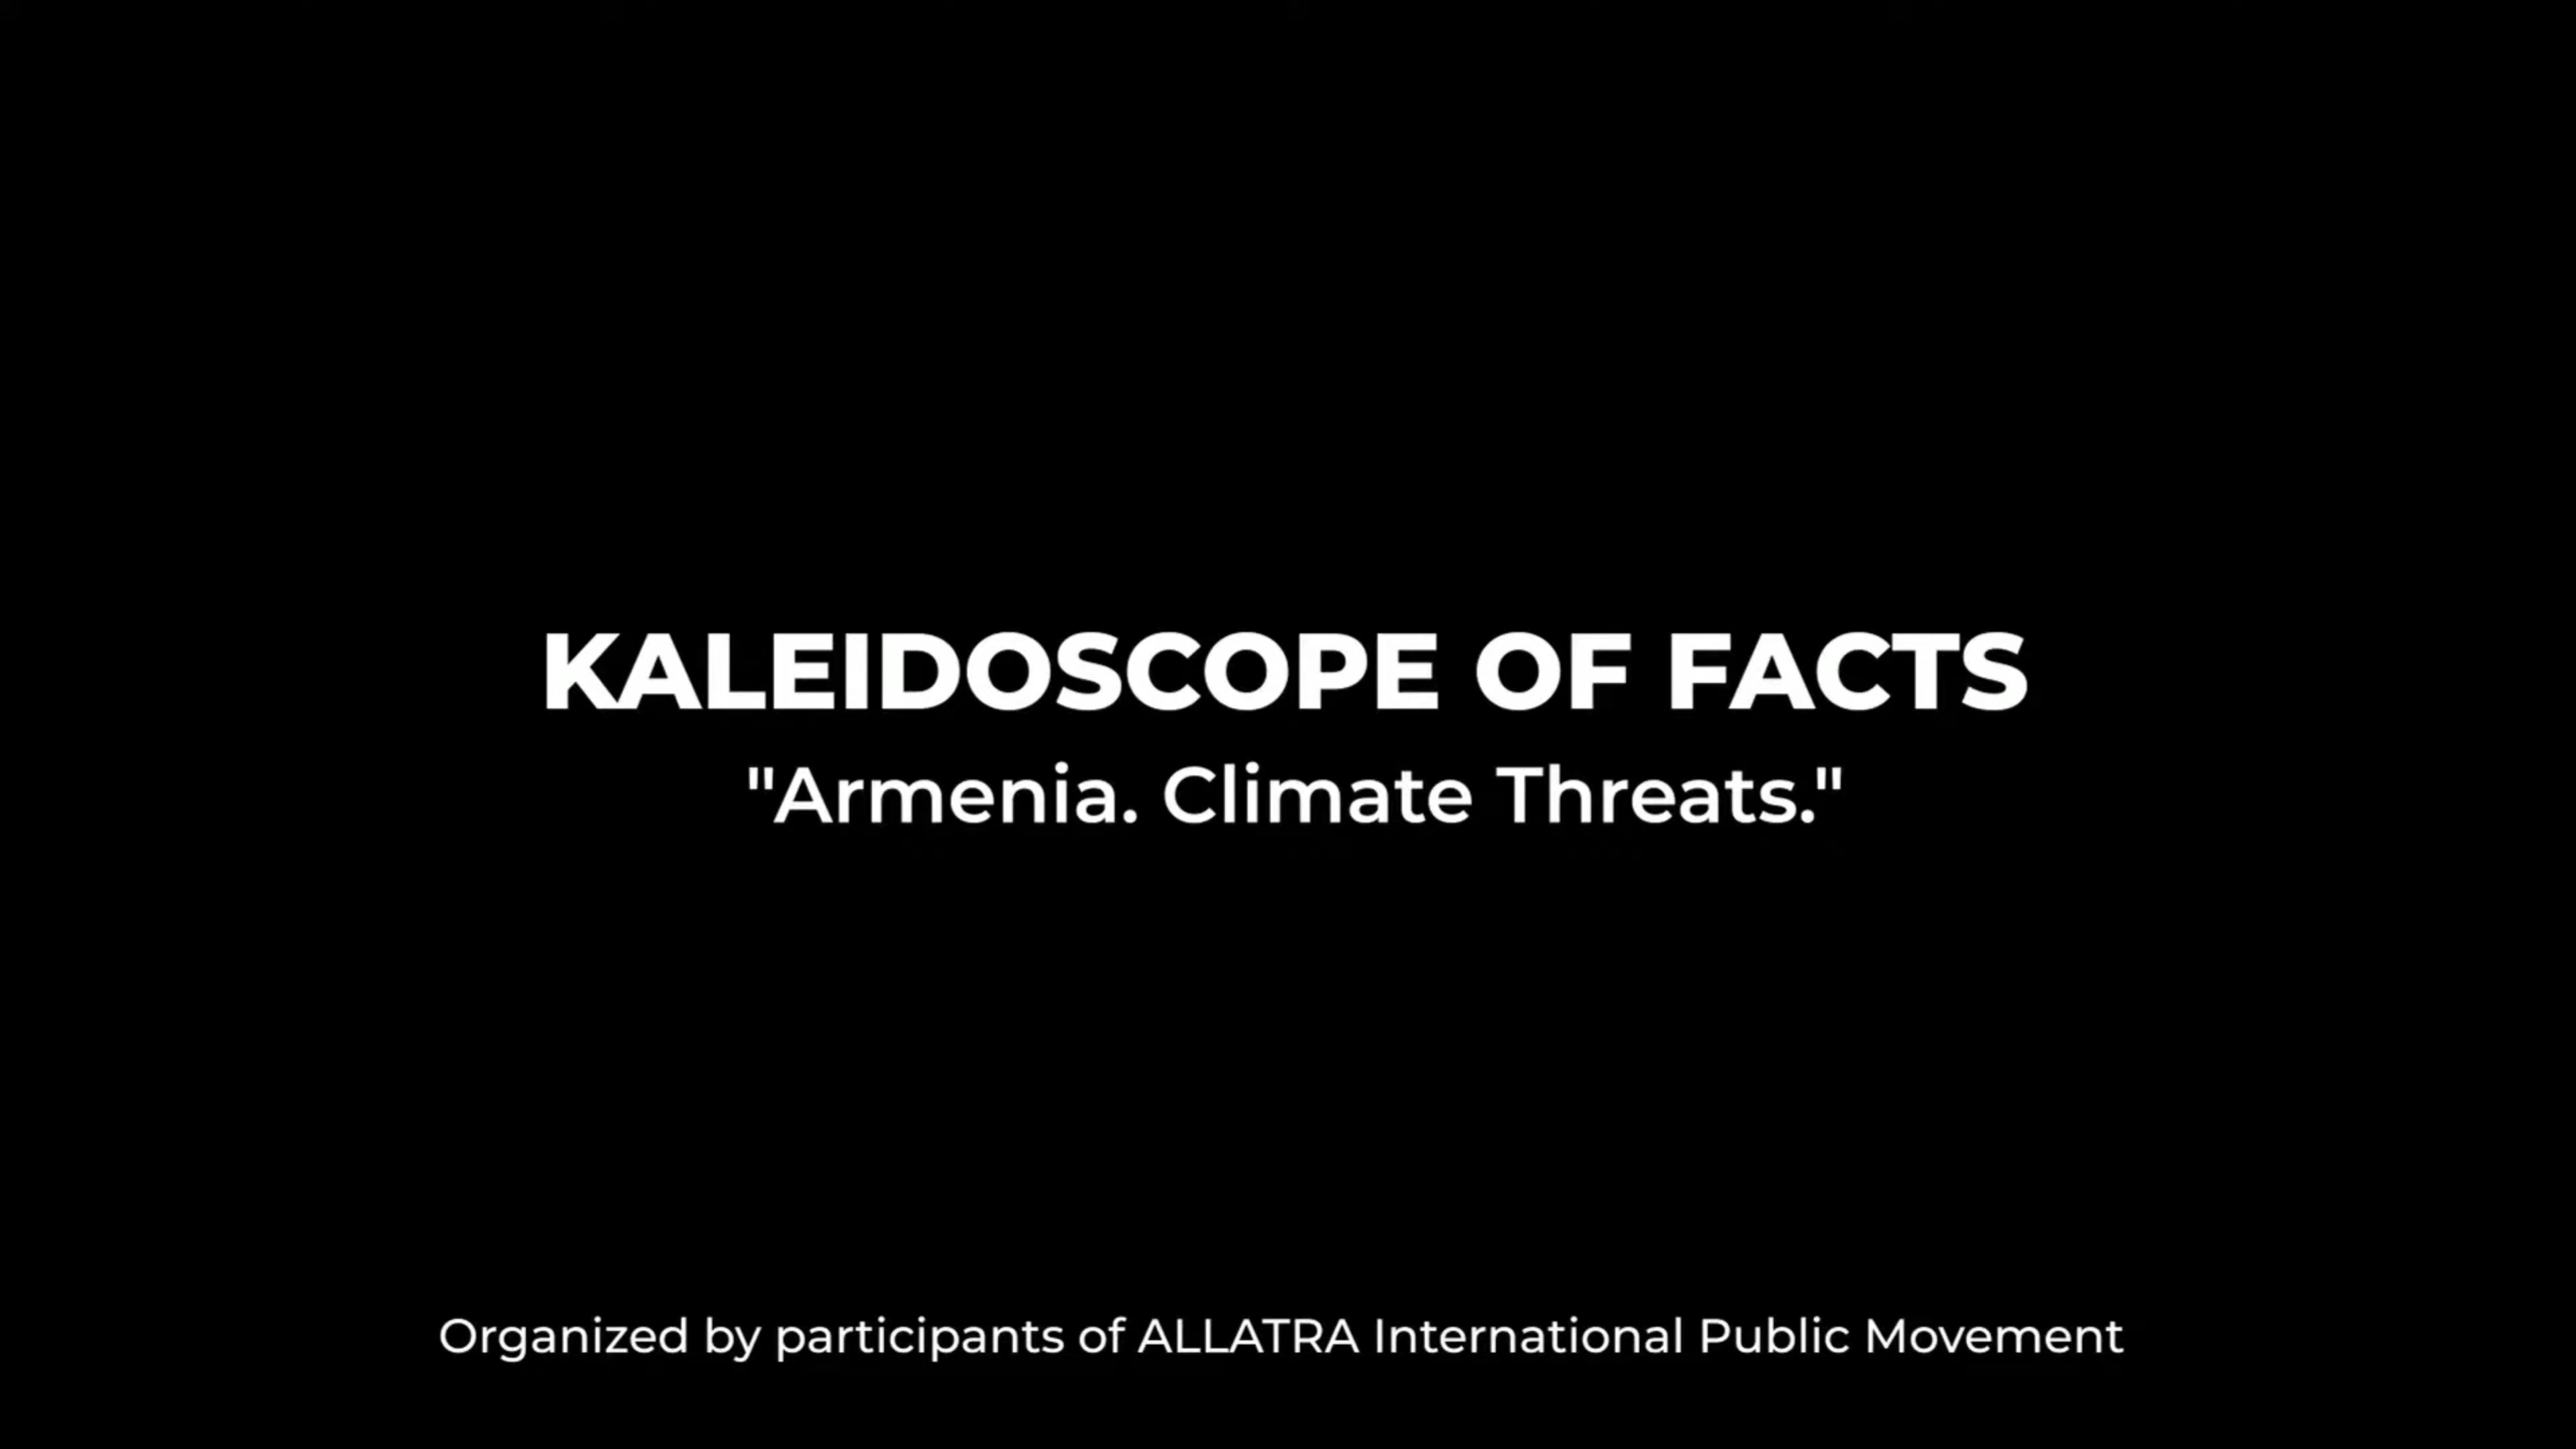 KALEIDOSCOPE OF FACTS
"Armenia. Climate Threats."
Organized by participants of ALLATRA International Public Movement